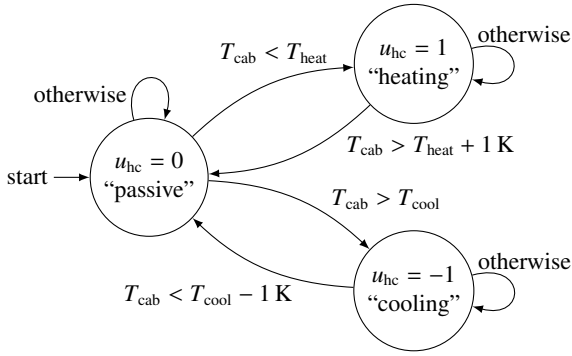 u_hc = 1
"heating"
otherwise
T_cab < T_heat
otherwise
T_cab > T_heat + 1 K
u_hc = 0
"passive"
start
T_cab > T_cool
otherwise
u_hc = −1
"cooling"
T_cab < T_cool − 1 K